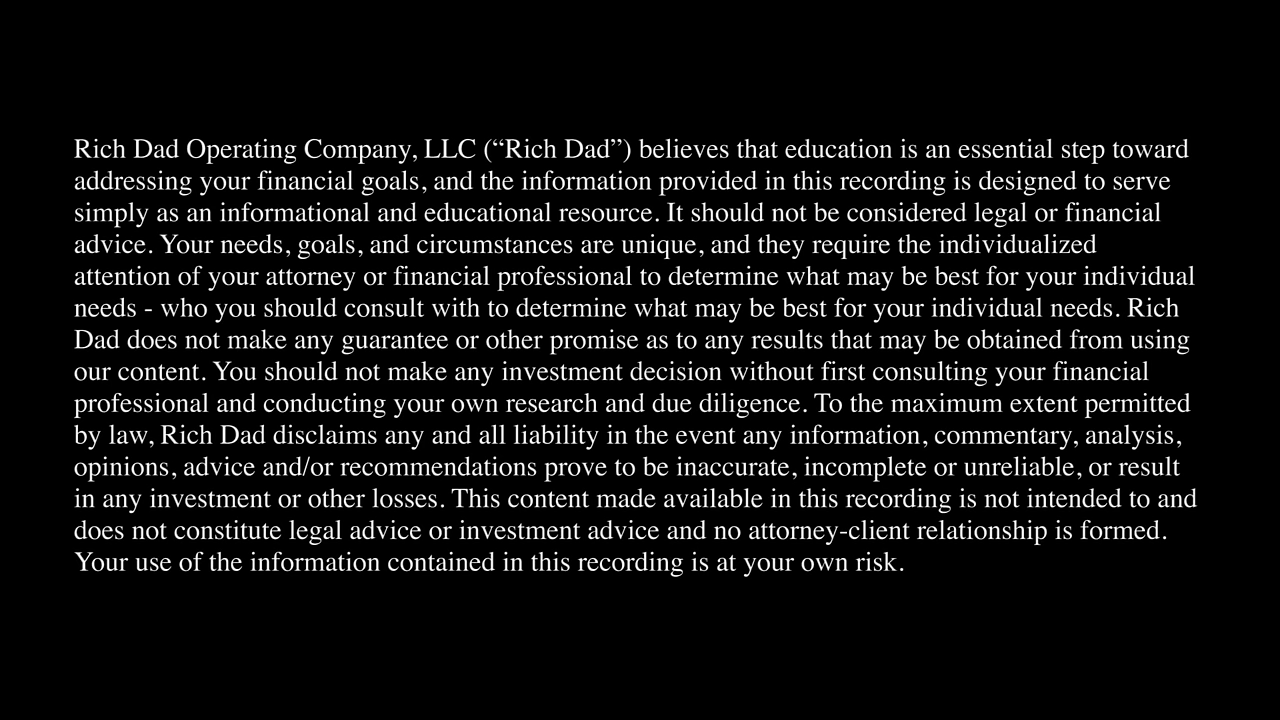 Rich Dad Operating Company, LLC (“Rich Dad”) believes that education is an essential step toward
addressing your financial goals, and the information provided in this recording is designed to serve
simply as an informational and educational resource. It should not be considered legal or financial
advice. Your needs, goals, and circumstances are unique, and they require the individualized
attention of your attorney or financial professional to determine what may be best for your individual
needs - who you should consult with to determine what may be best for your individual needs. Rich
Dad does not make any guarantee or other promise as to any results that may be obtained from using
our content. You should not make any investment decision without first consulting your financial
professional and conducting your own research and due diligence. To the maximum extent permitted
by law, Rich Dad disclaims any and all liability in the event any information, commentary, analysis,
opinions, advice and/or recommendations prove to be inaccurate, incomplete or unreliable, or result
in any investment or other losses. This content made available in this recording is not intended to and
does not constitute legal advice or investment advice and no attorney-client relationship is formed.
Your use of the information contained in this recording is at your own risk.